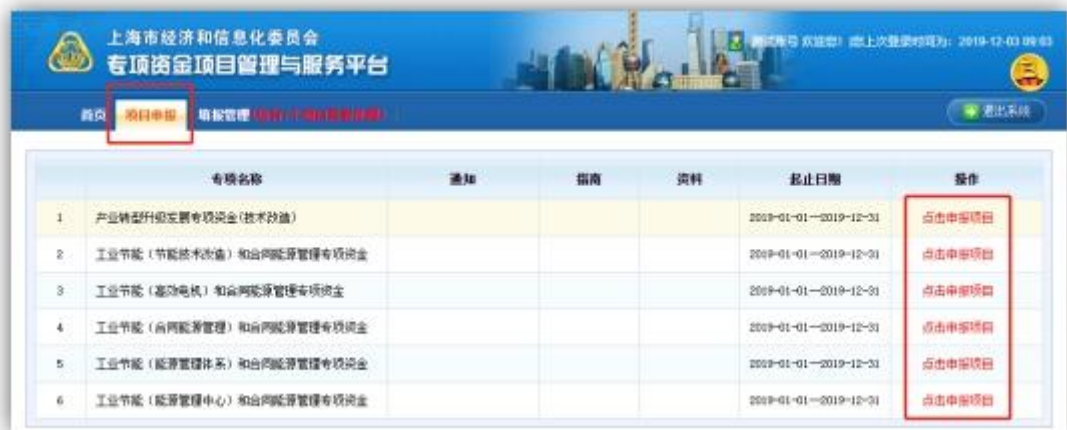 上海市经济和信息化委员会
专项资金项目管理与服务平台
测试账号 欢迎您! 您上次登录时间为: 2019-12-03 09:03
首页 项目申报 填报管理
退出系统
专项名称 通知 指南 资料 起止日期 操作
1 产业转型升级发展专项资金(技术改造) 2019-01-01--2019-12-31 点击申报项目
2 工业节能（节能技术改造）和合同能源管理专项资金 2019-01-01--2019-12-31 点击申报项目
3 工业节能（高效电机）和合同能源管理专项资金 2019-01-01--2019-12-31 点击申报项目
4 工业节能（合同能源管理）和合同能源管理专项资金 2019-01-01--2019-12-31 点击申报项目
5 工业节能（能源管理体系）和合同能源管理专项资金 2019-01-01--2019-12-31 点击申报项目
6 工业节能（能源管理中心）和合同能源管理专项资金 2019-01-01--2019-12-31 点击申报项目